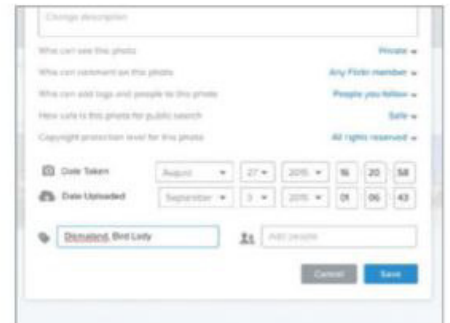 Change description
Who can see this photo Private
Who can comment on this photo Any Flickr member
Who can add tags and people to this photo People you follow
How safe is this photo for public search Safe
Copyright protection level for this photo All rights reserved
Date Taken August 27 2015 16 20 58
Date Uploaded September 3 2015 01 06 43
Dismaland, Bird Lady Add people
Cancel Save